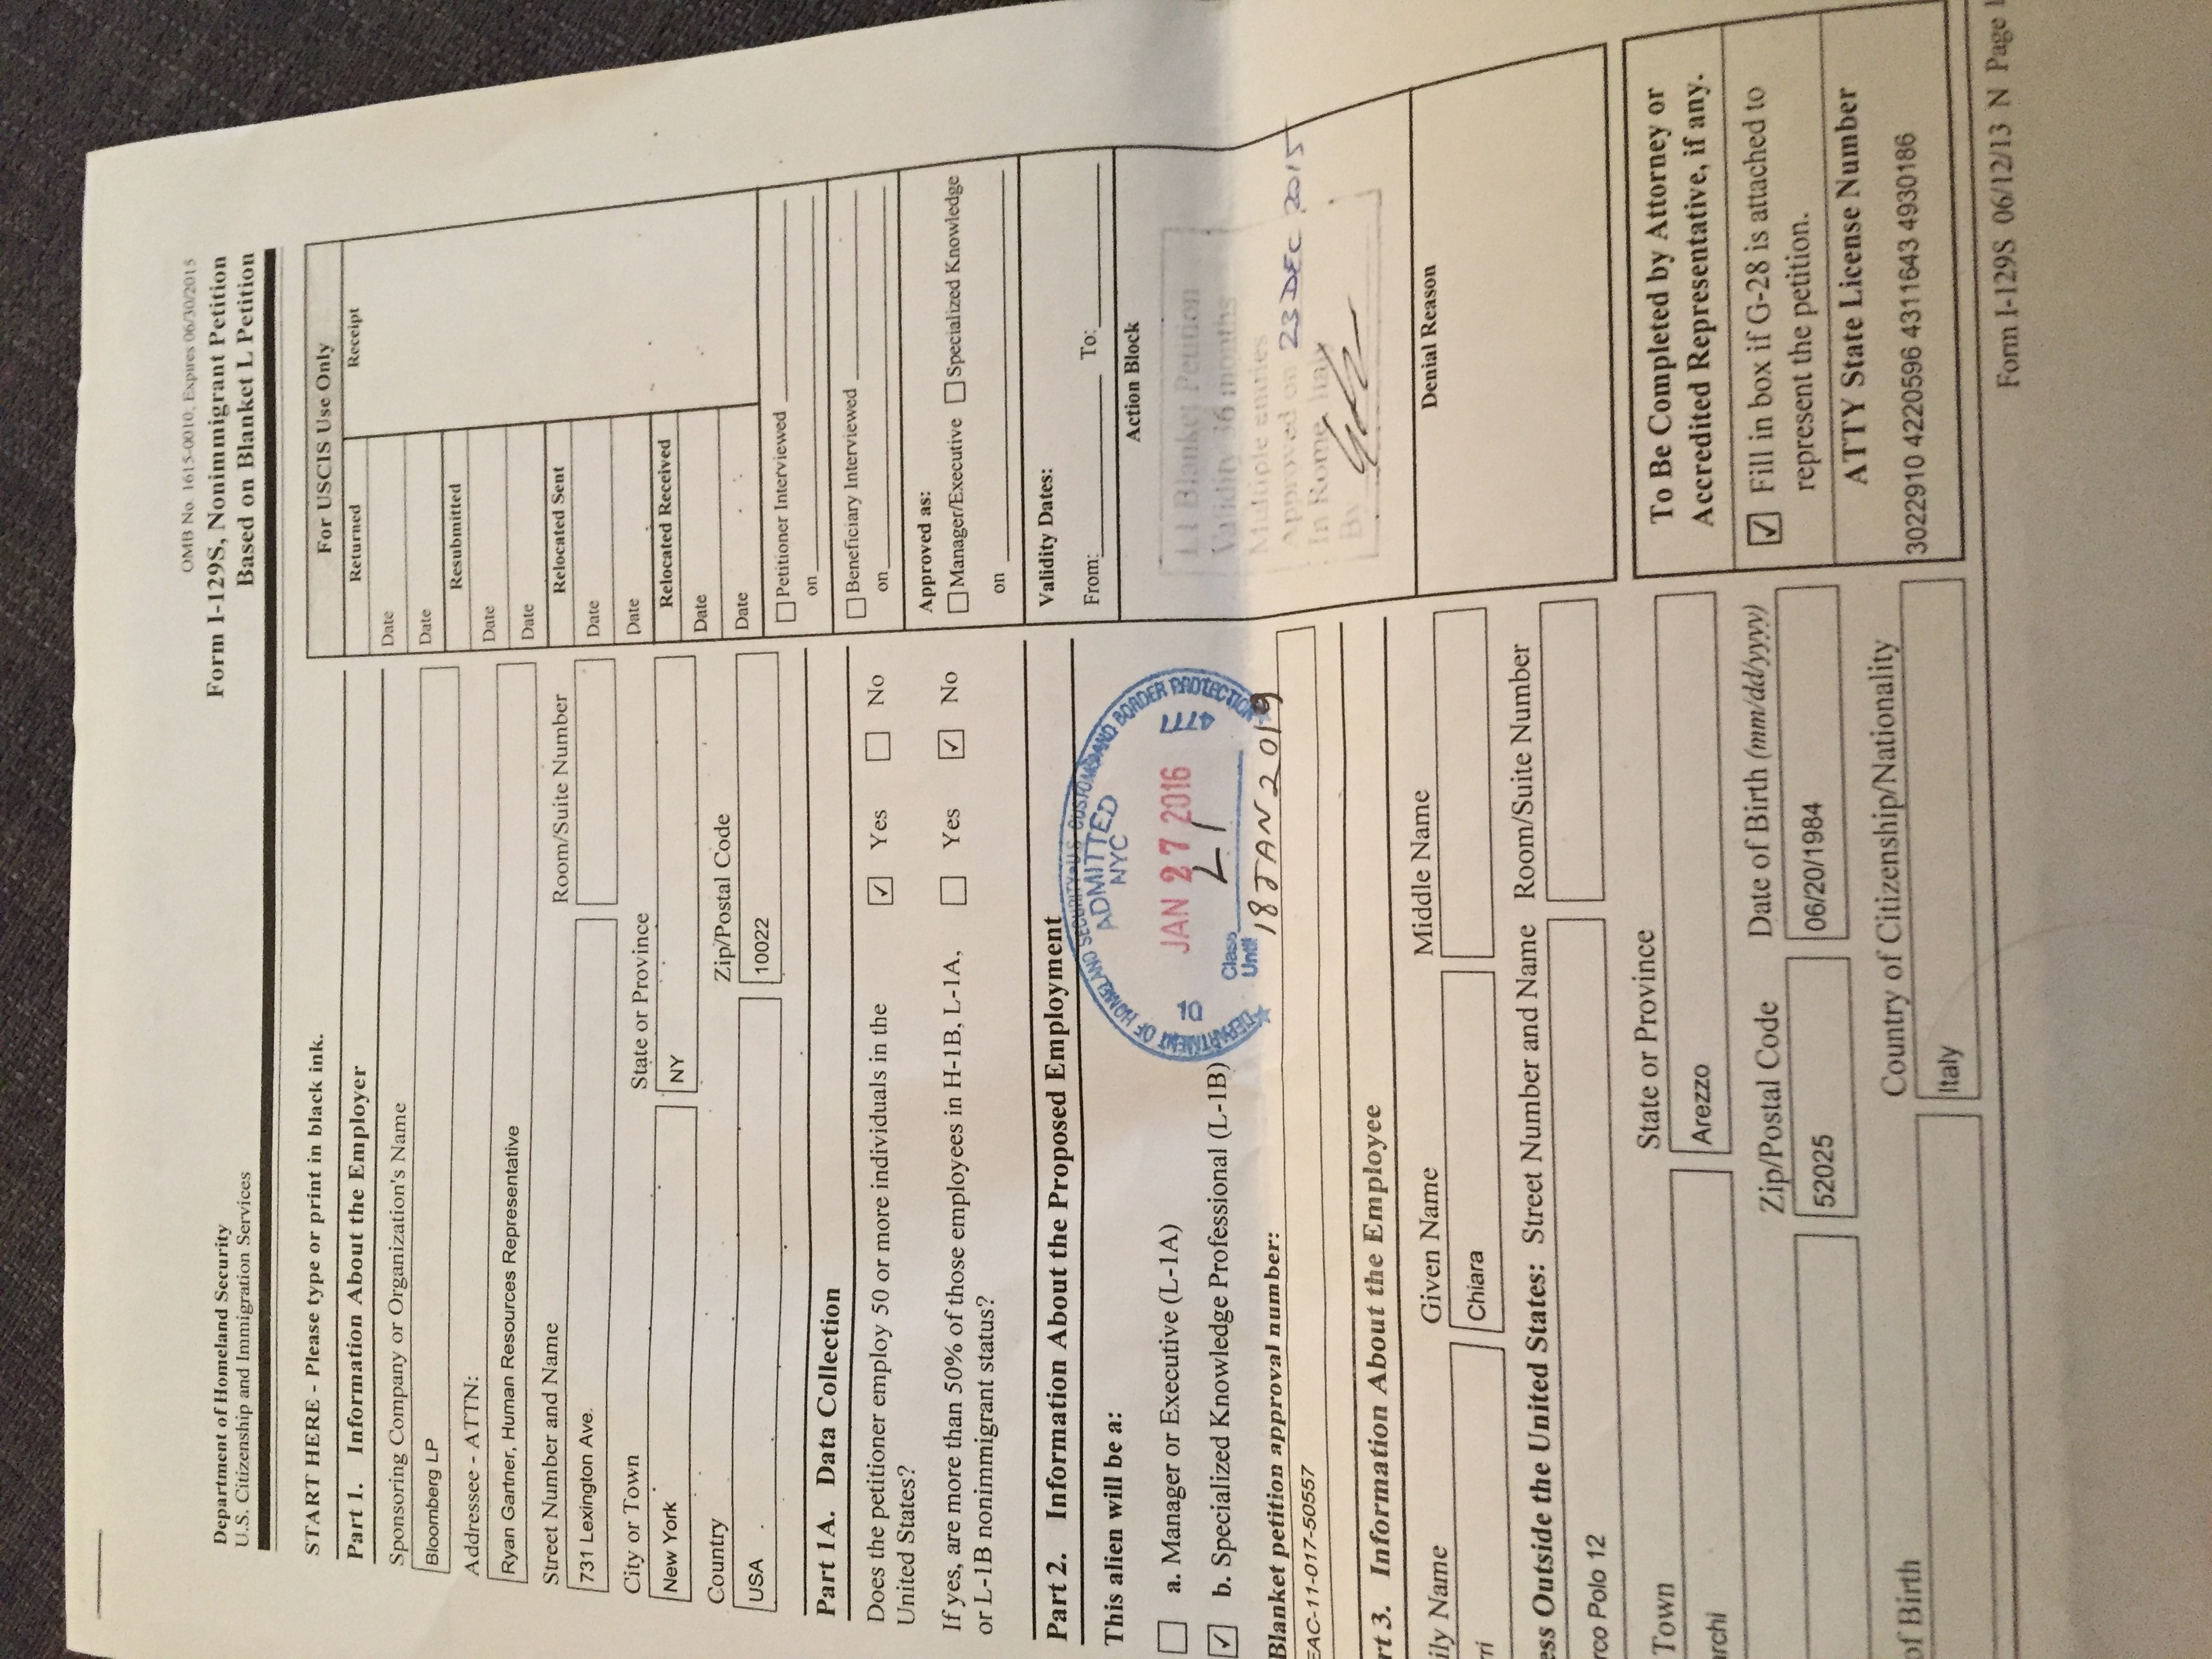 OMB No. 1615-0010; Expires 06/30/2015
Department of Homeland Security
U.S. Citizenship and Immigration Services
Form I-129S, Nonimmigrant Petition
Based on Blanket L Petition
START HERE - Please type or print in black ink.
Part 1. Information About the Employer
Sponsoring Company or Organization's Name
Bloomberg LP
Addressee - ATTN:
Ryan Gartner, Human Resources Representative
Street Number and Name
Room/Suite Number
731 Lexington Ave.
City or Town
State or Province
New York
NY
Country
Zip/Postal Code
USA
10022
Part 1A. Data Collection
Does the petitioner employ 50 or more individuals in the
United States?
✓ Yes No
If yes, are more than 50% of those employees in H-1B, L-1A,
or L-1B nonimmigrant status?
Yes ✓ No
Part 2. Information About the Proposed Employment
This alien will be a:
a. Manager or Executive (L-1A)
✓ b. Specialized Knowledge Professional (L-1B)
Blanket petition approval number:
EAC-11-017-50557
DEPARTMENT OF HOMELAND SECURITY U.S. CUSTOMS AND BORDER PROTECTION
ADMITTED
NYC
10 JAN 27 2016 4777
Class L1
Until 18 JAN 2019
rt 3. Information About the Employee
ily Name
Given Name
Middle Name
rri
Chiara
ess Outside the United States: Street Number and Name
Room/Suite Number
rco Polo 12
Town
State or Province
archi
Arezzo
Zip/Postal Code
Date of Birth (mm/dd/yyyy)
52025
06/20/1984
of Birth
Country of Citizenship/Nationality
Italy
For USCIS Use Only
Returned
Receipt
Date
Date
Resubmitted
Date
Date
Relocated Sent
Date
Date
Relocated Received
Date
Date
Petitioner Interviewed
on
Beneficiary Interviewed
on
Approved as:
Manager/Executive Specialized Knowledge
on
Validity Dates:
From: To:
Action Block
L1 Blanket Petition
Validity 36 months
Multiple entries
Approved on 23 DEC 2015
In Rome Italy
By
Denial Reason
To Be Completed by Attorney or
Accredited Representative, if any.
✓ Fill in box if G-28 is attached to
represent the petition.
ATTY State License Number
3022910 4220596 4311643 4930186
Form I-129S 06/12/13 N Page